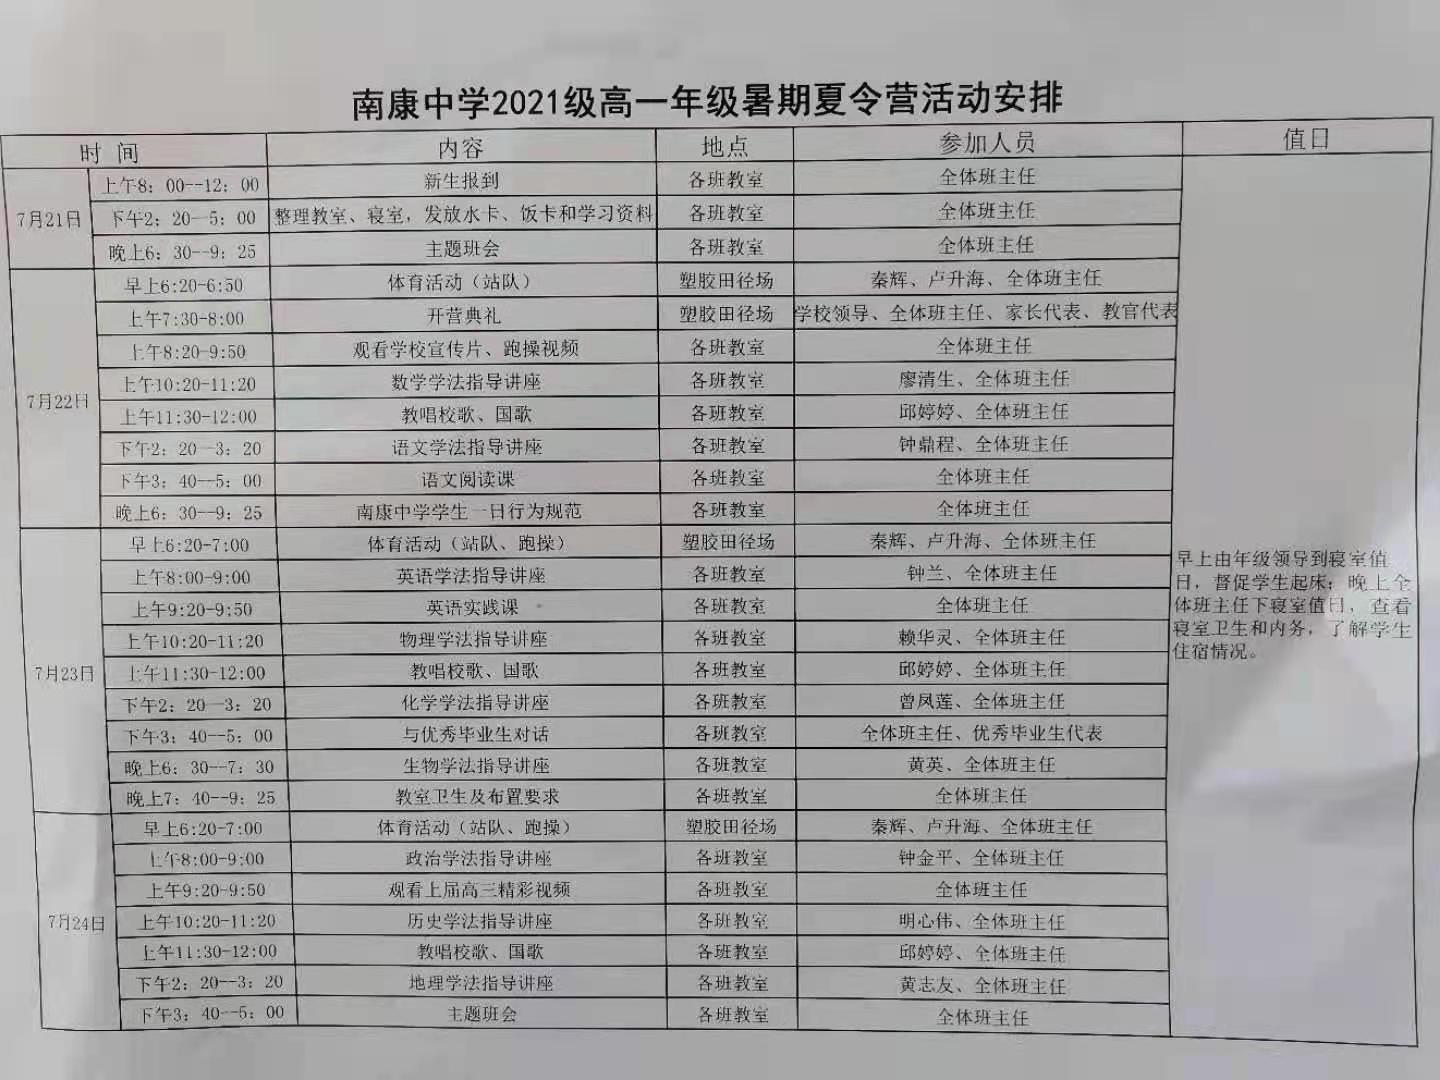 南康中学2021级高一年级暑期夏令营活动安排
时 间 内容 地点 参加人员 值日
7月21日 上午8：00--12：00 新生报到 各班教室 全体班主任
下午2：20--5：00 整理教室、寝室，发放水卡、饭卡和学习资料 各班教室 全体班主任
晚上6：30--9：25 主题班会 各班教室 全体班主任
7月22日 早上6:20-6:50 体育活动（站队） 塑胶田径场 秦辉、卢升海、全体班主任
上午7:30-8:00 开营典礼 塑胶田径场 学校领导、全体班主任、家长代表、教官代表
上午8:20-9:50 观看学校宣传片、跑操视频 各班教室 全体班主任
上午10:20-11:20 数学学法指导讲座 各班教室 廖清生、全体班主任
上午11:30-12:00 教唱校歌、国歌 各班教室 邱婷婷、全体班主任
下午2：20--3：20 语文学法指导讲座 各班教室 钟鼎程、全体班主任
下午3：40--5：00 语文阅读课 各班教室 全体班主任
晚上6：30--9：25 南康中学学生一日行为规范 各班教室 全体班主任
7月23日 早上6:20-7:00 体育活动（站队、跑操） 塑胶田径场 秦辉、卢升海、全体班主任
上午8:00-9:00 英语学法指导讲座 各班教室 钟兰、全体班主任
上午9:20-9:50 英语实践课 各班教室 全体班主任
上午10:20-11:20 物理学法指导讲座 各班教室 赖华灵、全体班主任
上午11:30-12:00 教唱校歌、国歌 各班教室 邱婷婷、全体班主任
下午2：20--3：20 化学学法指导讲座 各班教室 曾凤莲、全体班主任
下午3：40--5：00 与优秀毕业生对话 各班教室 全体班主任、优秀毕业生代表
晚上6：30--7：30 生物学法指导讲座 各班教室 黄英、全体班主任
晚上7：40--9：25 教室卫生及布置要求 各班教室 全体班主任
7月24日 早上6:20-7:00 体育活动（站队、跑操） 塑胶田径场 秦辉、卢升海、全体班主任
上午8:00-9:00 政治学法指导讲座 各班教室 钟金平、全体班主任
上午9:20-9:50 观看上届高三精彩视频 各班教室 全体班主任
上午10:20-11:20 历史学法指导讲座 各班教室 明心伟、全体班主任
上午11:30-12:00 教唱校歌、国歌 各班教室 邱婷婷、全体班主任
下午2：20--3：20 地理学法指导讲座 各班教室 黄志友、全体班主任
下午3：40--5：00 主题班会 各班教室 全体班主任
早上由年级领导到寝室值
日，督促学生起床；晚上全
体班主任下寝室值日，查看
寝室卫生和内务，了解学生
住宿情况。